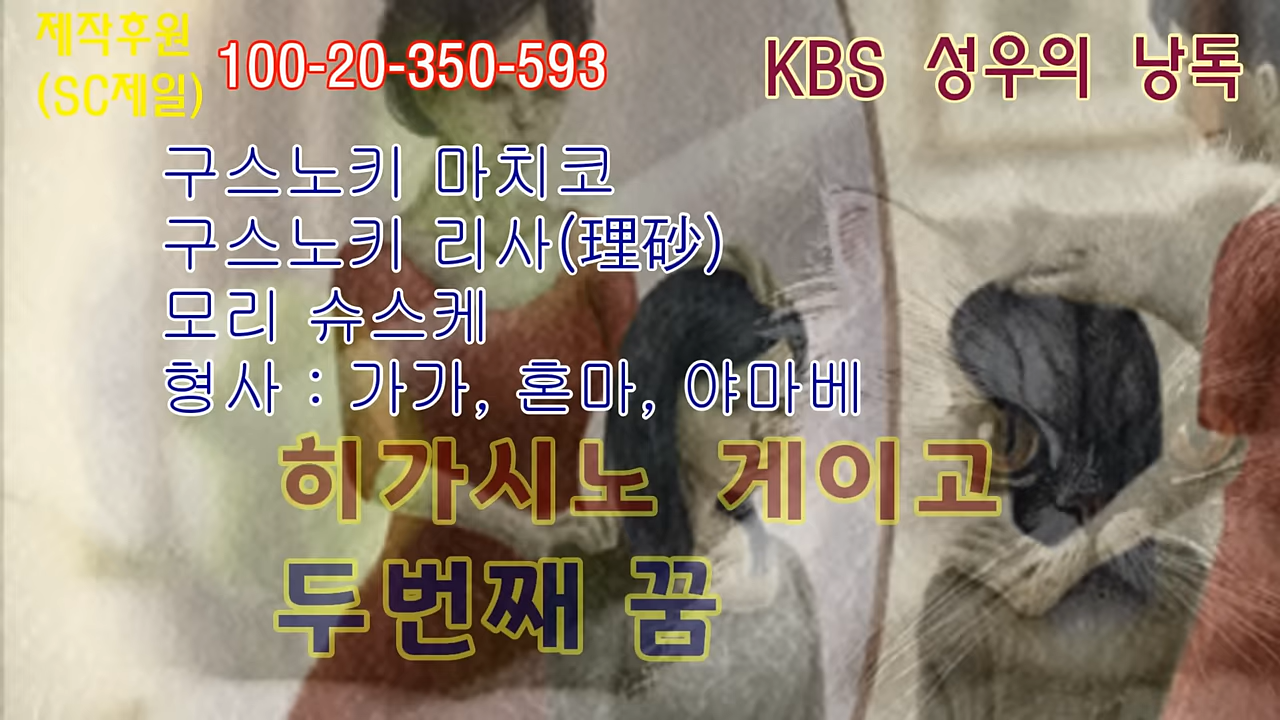 제작후원
(SC제일)
100-20-350-593
KBS 성우의 낭독
구스노키 마치코
구스노키 리사(理砂)
모리 슈스케
형사 : 가가, 혼마, 야마베
히가시노 게이고
두번째 꿈